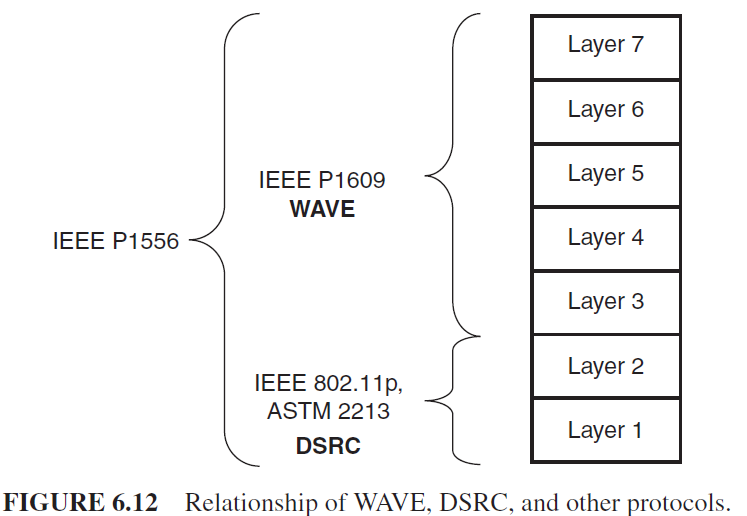 IEEE P1556
IEEE P1609
WAVE
IEEE 802.11p,
ASTM 2213
DSRC
Layer 7
Layer 6
Layer 5
Layer 4
Layer 3
Layer 2
Layer 1
FIGURE 6.12 Relationship of WAVE, DSRC, and other protocols.